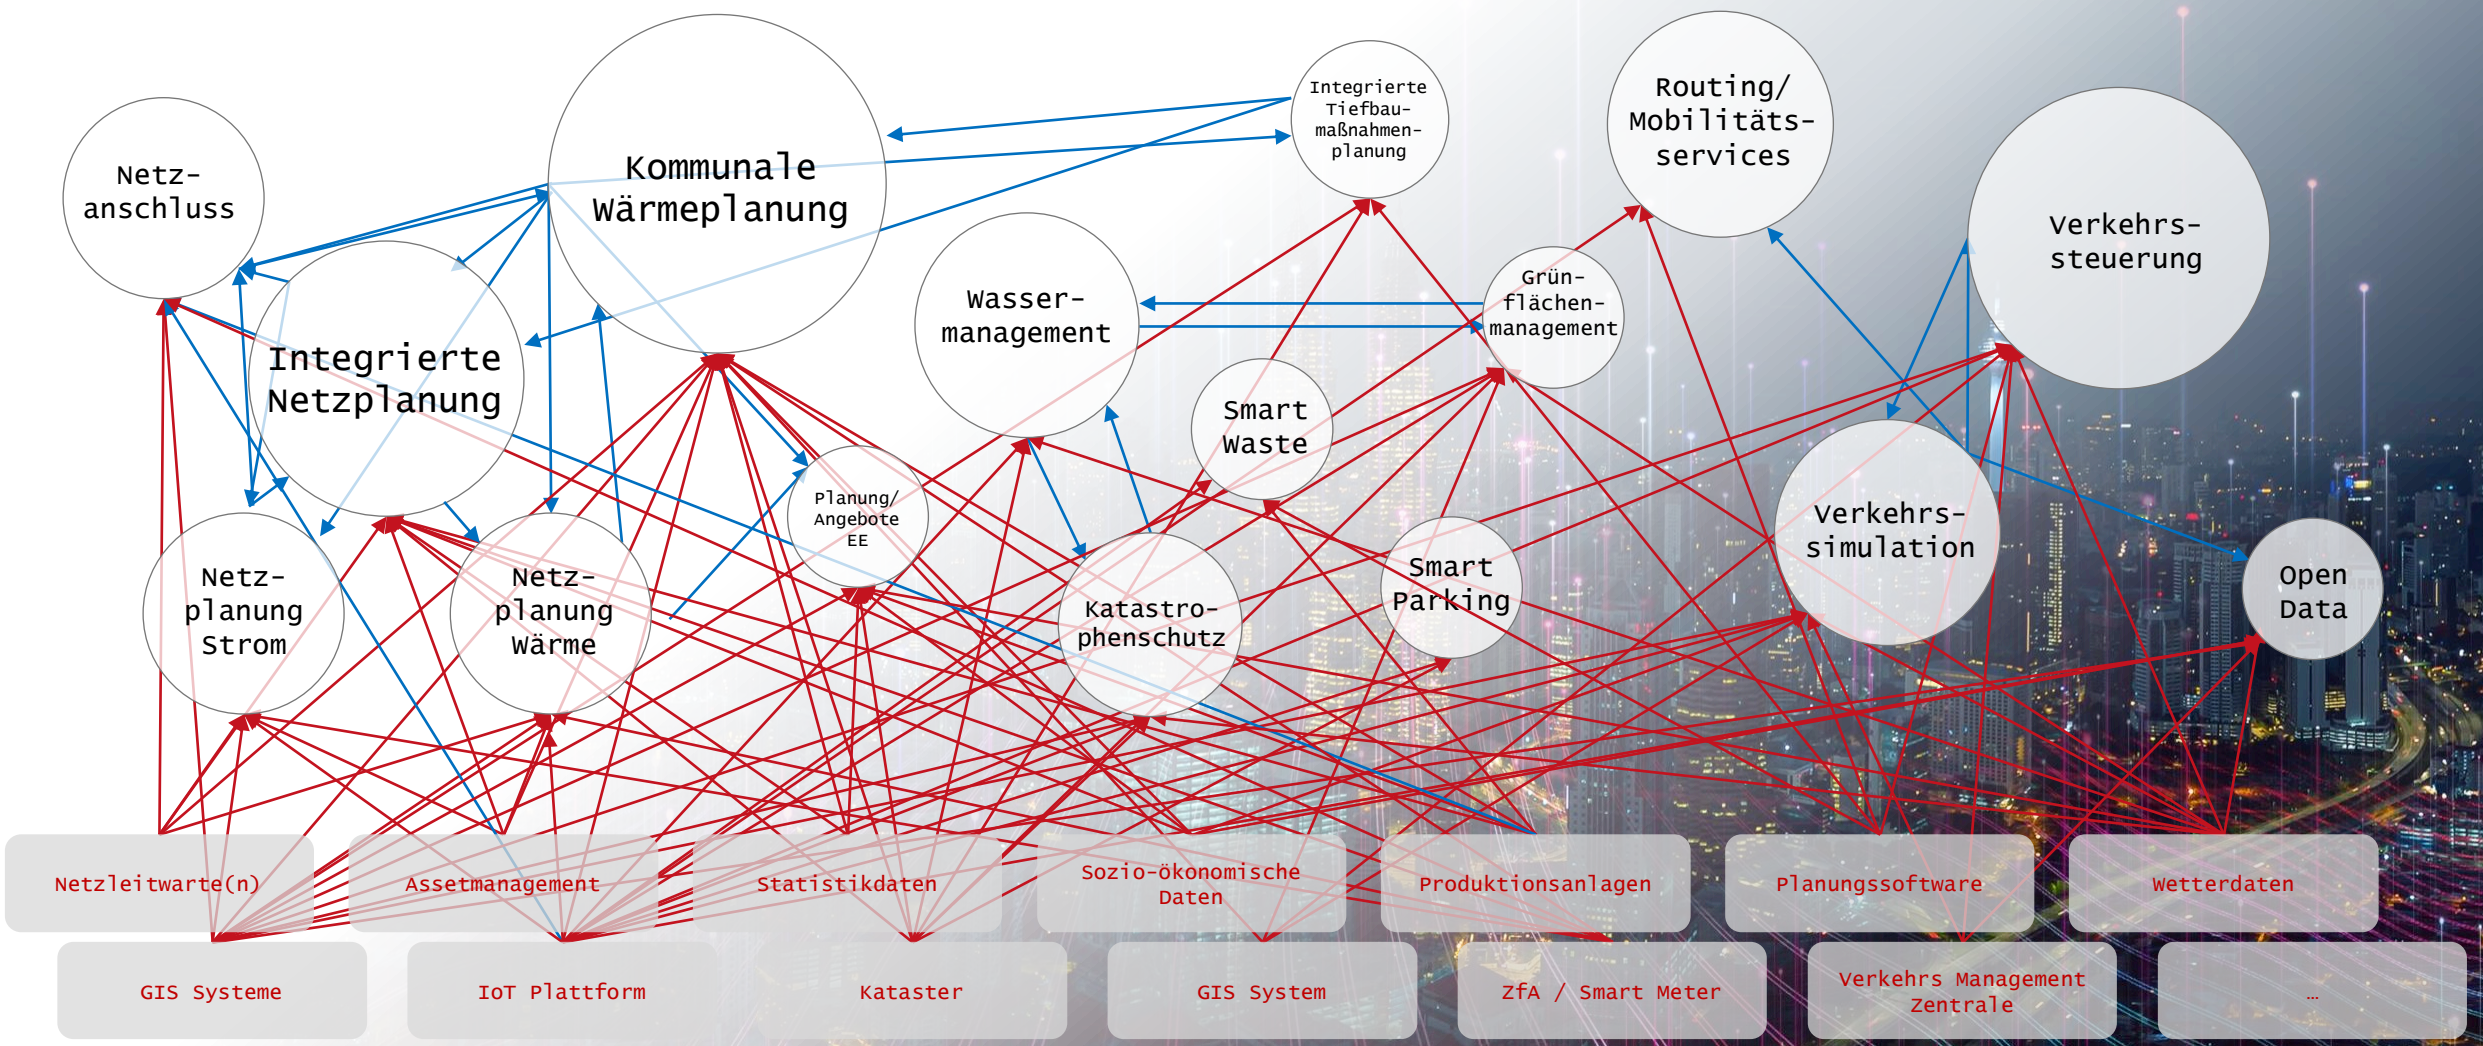 Netz-
anschluss
Kommunale
Wärmeplanung
Integrierte
Tiefbau-
maßnahmen-
planung
Routing/
Mobilitäts-
services
Verkehrs-
steuerung
Integrierte
Netzplanung
Wasser-
management
Grün-
flächen-
management
Smart
Waste
Planung/
Angebote
EE
Verkehrs-
simulation
Netz-
planung
Strom
Netz-
planung
Wärme
Katastro-
phenschutz
Smart
Parking
Open
Data
Netzleitwarte(n)
Assetmanagement
Statistikdaten
Sozio-ökonomische
Daten
Produktionsanlagen
Planungssoftware
Wetterdaten
GIS Systeme
IoT Plattform
Kataster
GIS System
ZfA / Smart Meter
Verkehrs Management
Zentrale
…